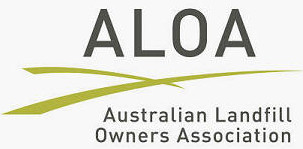 ALOA
Australian Landfill
Owners Association